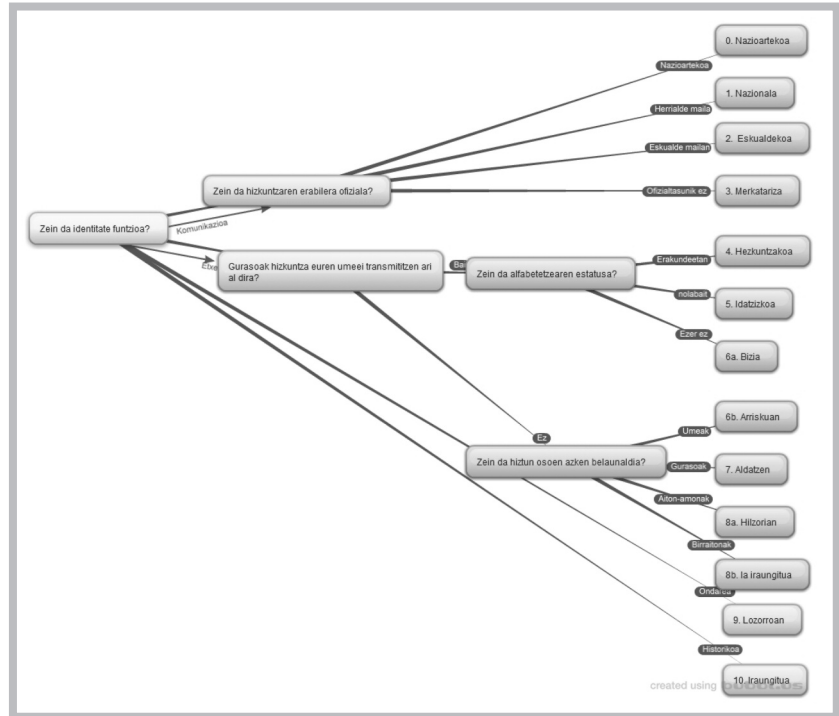 0. Nazioartekoa
Nazioartekoa
1. Nazionala
Herrialde maila
2. Eskualdekoa
Eskualde mailan
Zein da hizkuntzaren erabilera ofiziala?
Ofizialtasunik ez
3. Merkatariza
Zein da identitate funtzioa?
Komunikazioa
4. Hezkuntzakoa
Erakundeetan
Etxe
Gurasoak hizkuntza euren umeei transmititzen ari
al dira?
Zein da alfabetetzearen estatusa?
nolabait
5. Idatzizkoa
Ezer ez
6a. Bizia
6b. Arriskuan
Umeak
Ez
Zein da hiztun osoen azken belaunaldia?
Gurasoak
7. Aldatzen
Aiton-amonak
8a. Hilzorian
Birraitonak
8b. Ia iraungitua
9. Lozorroan
Historikoa
10. Iraungitua
created using